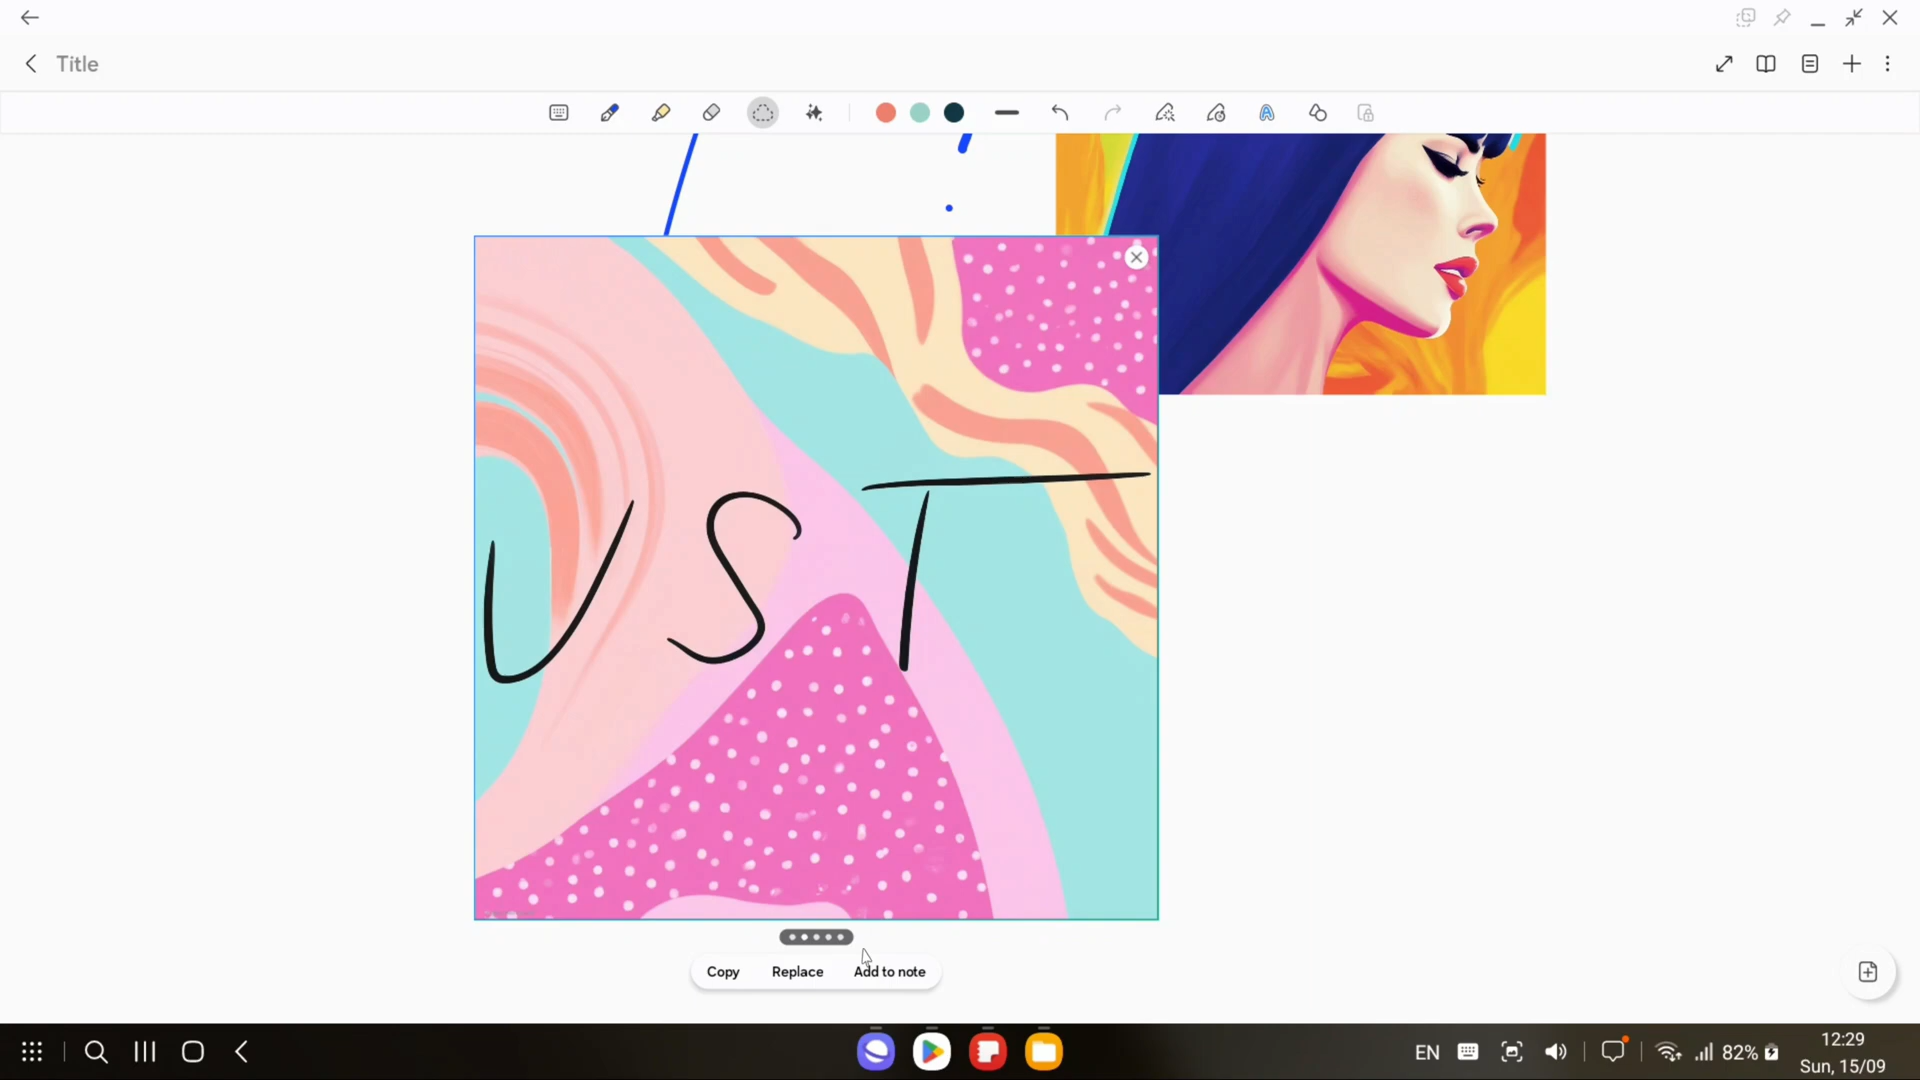 Title
UST
Copy Replace Add to note
EN 82% 12:29
Sun, 15/09